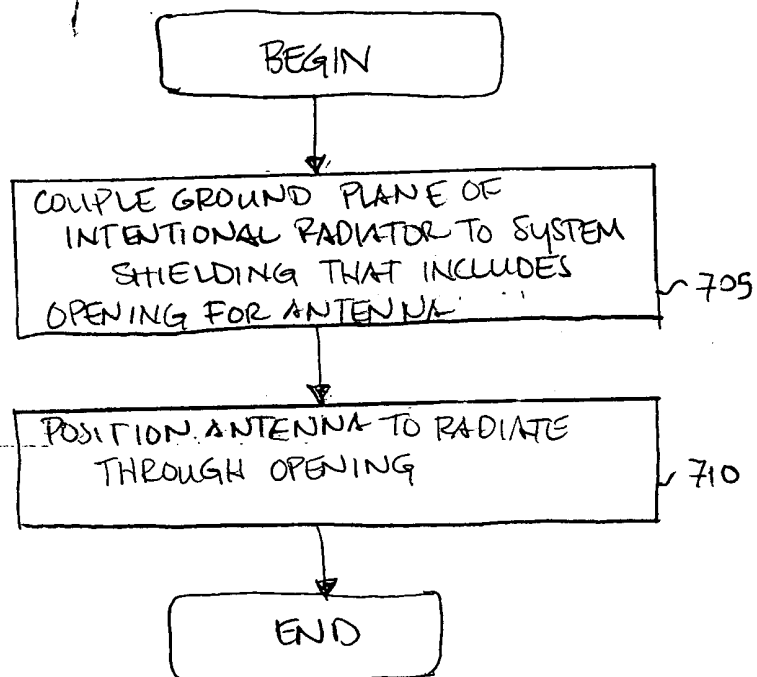 BEGIN
COUPLE GROUND PLANE OF
INTENTIONAL RADIATOR TO SYSTEM
SHIELDING THAT INCLUDES
OPENING FOR ANTENNA
705
POSITION ANTENNA TO RADIATE
THROUGH OPENING
710
END